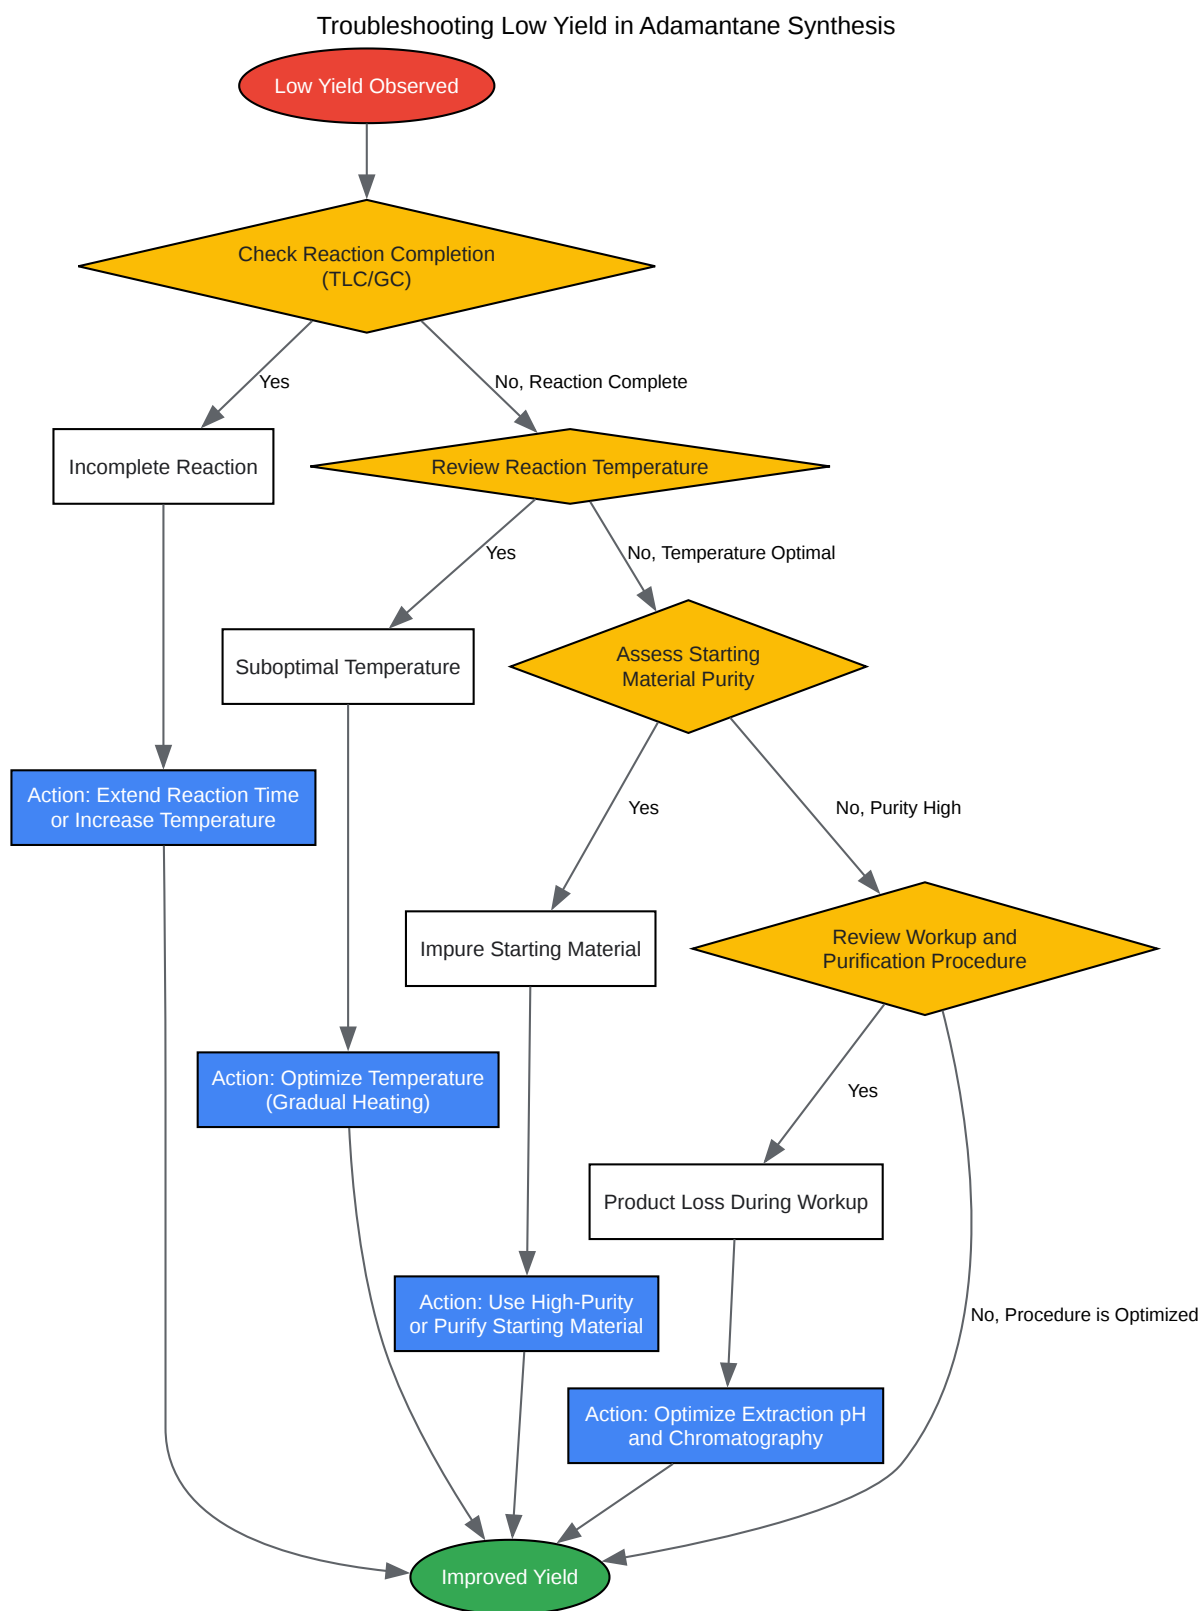 Troubleshooting Low Yield in Adamantane Synthesis
Low Yield Observed
Check Reaction Completion
(TLC/GC)
Yes
No, Reaction Complete
Incomplete Reaction
Review Reaction Temperature
Yes
No, Temperature Optimal
Suboptimal Temperature
Assess Starting
Material Purity
Action: Extend Reaction Time
or Increase Temperature
Yes
No, Purity High
Impure Starting Material
Review Workup and
Purification Procedure
Action: Optimize Temperature
(Gradual Heating)
Yes
Product Loss During Workup
Action: Use High-Purity
or Purify Starting Material
No, Procedure is Optimized
Action: Optimize Extraction pH
and Chromatography
Improved Yield